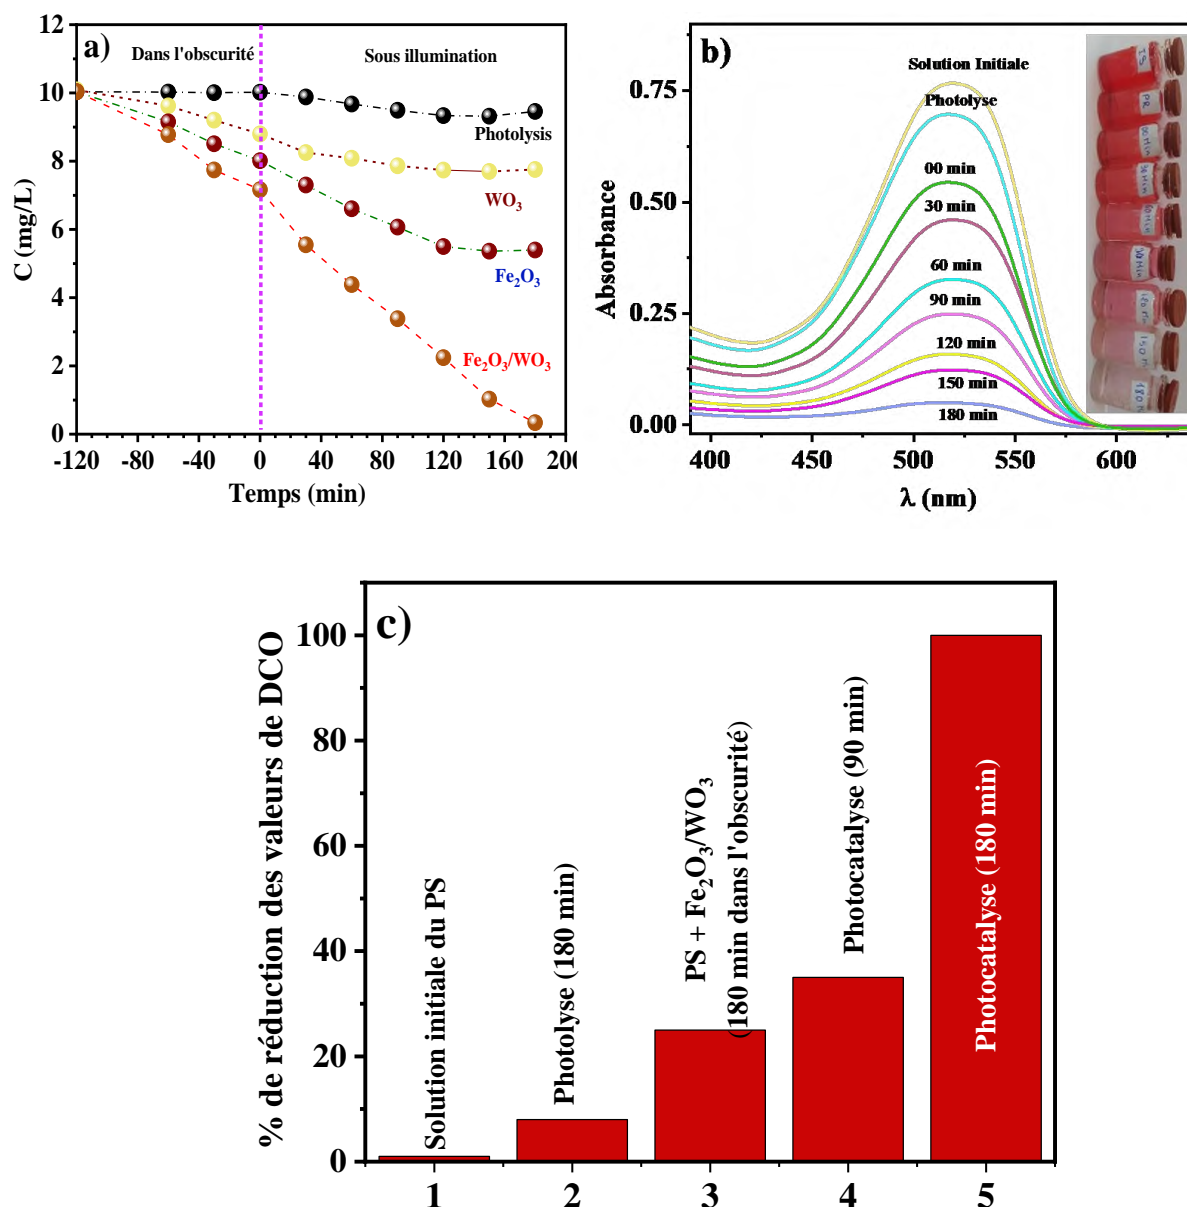 a)
Dans l'obscurité
Sous illumination
12
10
8
6
4
2
0
C (mg/L)
Photolysis
WO₃
Fe₂O₃
Fe₂O₃/WO₃
-120 -80 -40 0 40 80 120 160
Temps (min)
b)
Solution Initiale
Photolyse
00 min
30 min
60 min
90 min
120 min
150 min
180 min
0.75
0.50
0.25
0.00
Absorbance
400 450 500 550 600
λ (nm)
c)
100
80
60
40
20
0
% de réduction des valeurs de DCO
Solution initiale du PS
Photolyse (180 min)
PS + Fe₂O₃/WO₃
(180 min dans l'obscurité)
Photocatalyse (90 min)
Photocatalyse (180 min)
1 2 3 4 5